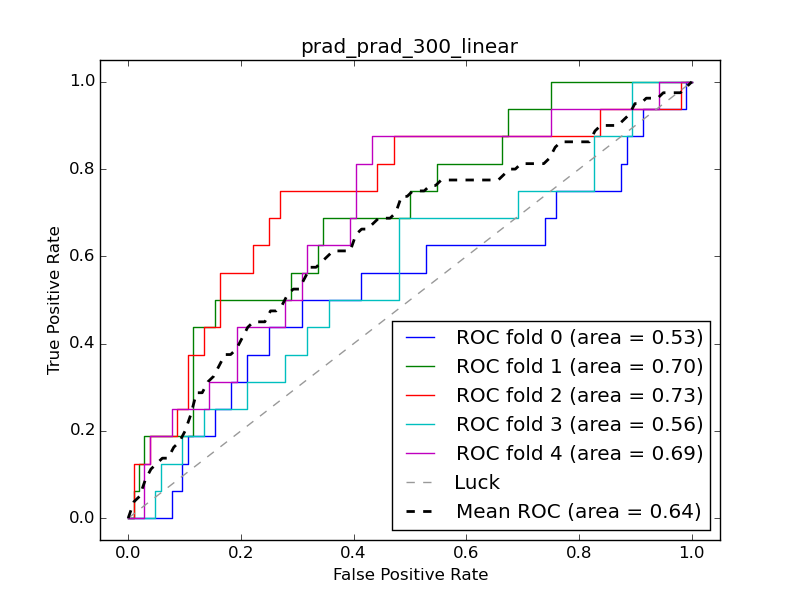 prad_prad_300_linear
True Positive Rate
1.0
0.8
0.6
0.4
0.2
0.0
ROC fold 0 (area = 0.53)
ROC fold 1 (area = 0.70)
ROC fold 2 (area = 0.73)
ROC fold 3 (area = 0.56)
ROC fold 4 (area = 0.69)
Luck
Mean ROC (area = 0.64)
0.0 0.2 0.4 0.6 0.8 1.0
False Positive Rate